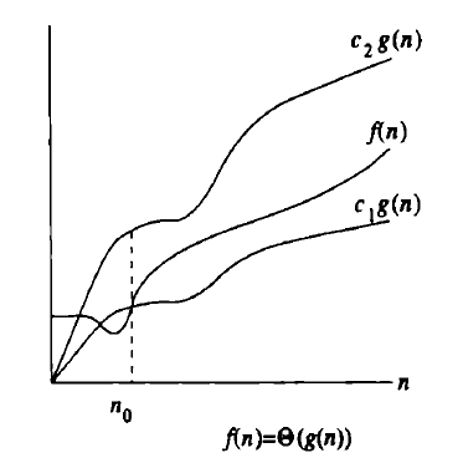 c₂g(n)
f(n)
c₁g(n)
n
n₀
f(n)=Θ(g(n))